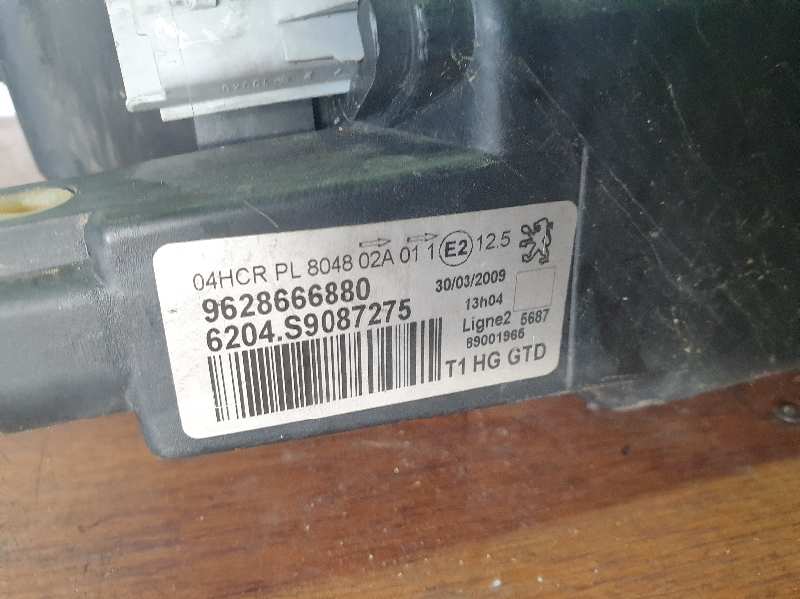 04HCR PL 8048 02A 01 1 E2 12.5
9628666880
30/03/2009
13h04
6204.S9087275
Ligne2 5687
89001965
T1 HG GTD